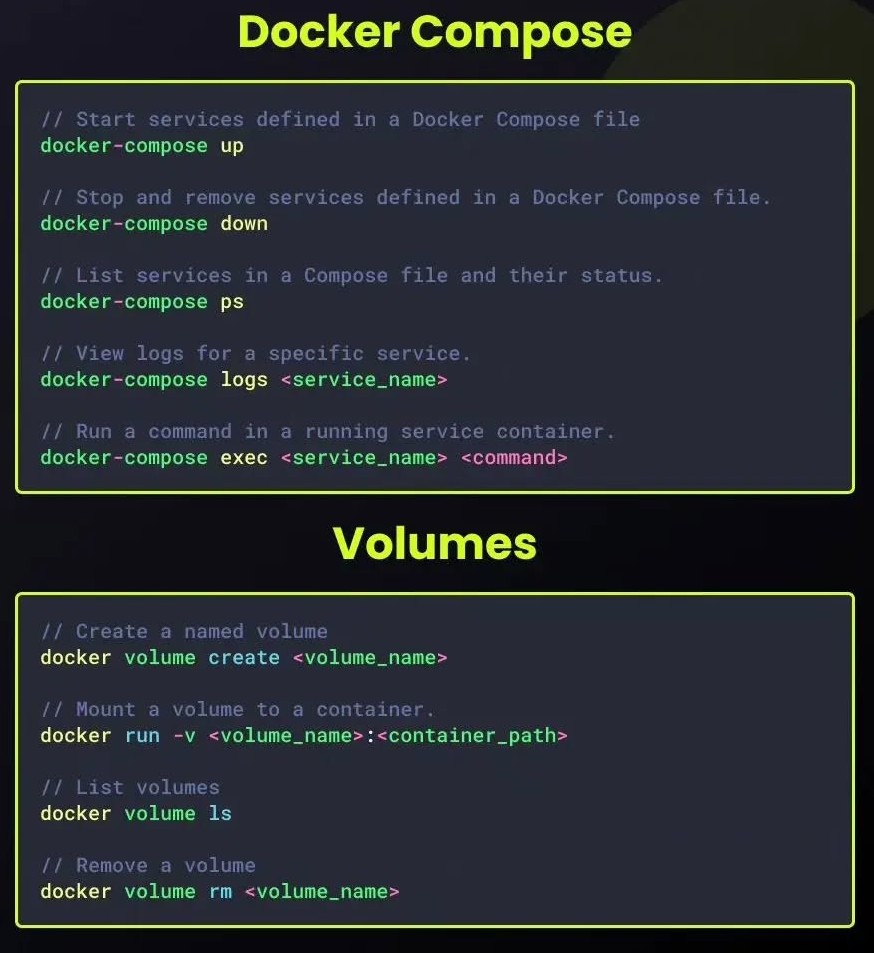 Docker Compose
// Start services defined in a Docker Compose file
docker-compose up
// Stop and remove services defined in a Docker Compose file.
docker-compose down
// List services in a Compose file and their status.
docker-compose ps
// View logs for a specific service.
docker-compose logs <service_name>
// Run a command in a running service container.
docker-compose exec <service_name> <command>
Volumes
// Create a named volume
docker volume create <volume_name>
// Mount a volume to a container.
docker run -v <volume_name>:<container_path>
// List volumes
docker volume ls
// Remove a volume
docker volume rm <volume_name>